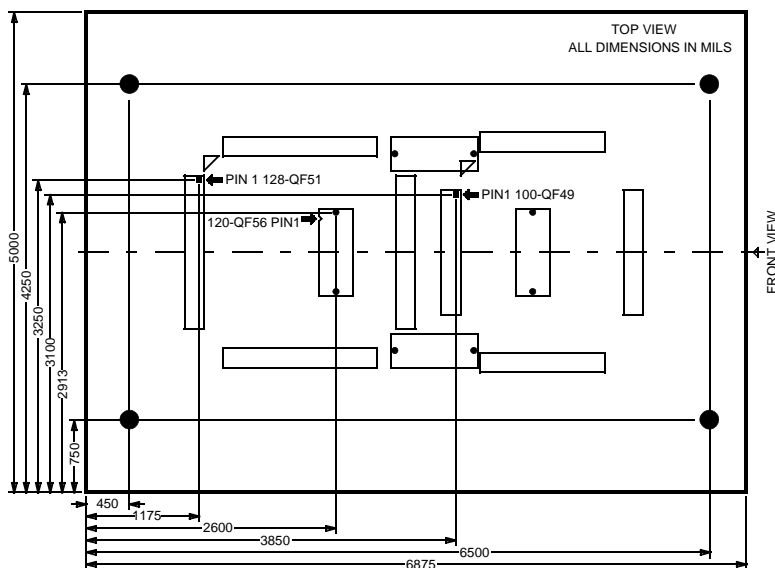 TOP VIEW
ALL DIMENSIONS IN MILS
PIN 1 128-QF51
PIN1 100-QF49
120-QF56 PIN1
FRONT VIEW
5000
4250
3250
3100
2913
750
450
1175
2600
3850
6500
6875